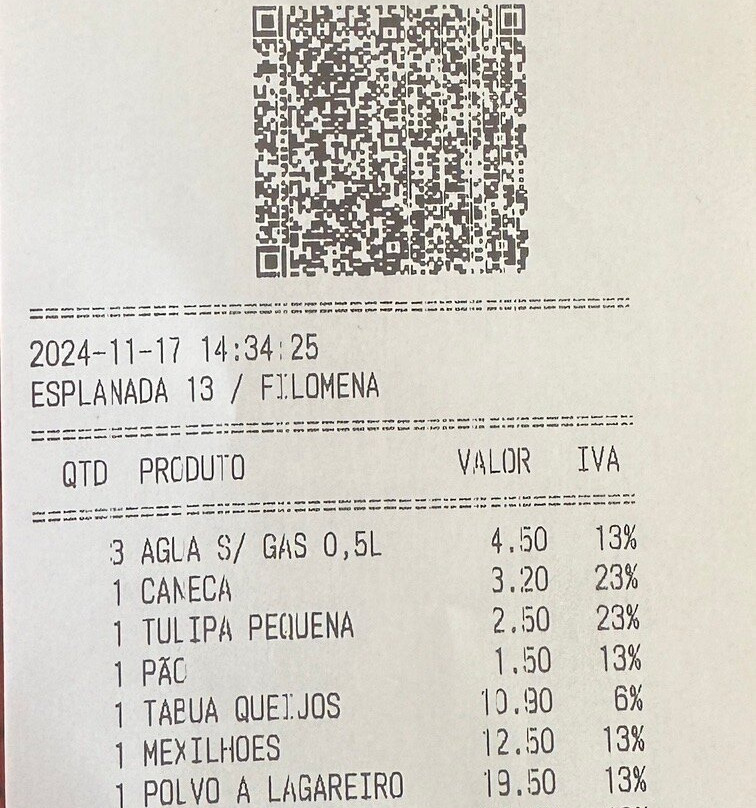 2024-11-17 14:34:25
ESPLANADA 13 / FILOMENA
QTD PRODUTO VALOR IVA
3 AGUA S/ GAS 0,5L 4.50 13%
1 CANECA 3.20 23%
1 TULIPA PEQUENA 2.50 23%
1 PÃO 1.50 13%
1 TABUA QUEIJOS 10.90 6%
1 MEXILHOES 12.50 13%
1 POLVO A LAGAREIRO 19.50 13%